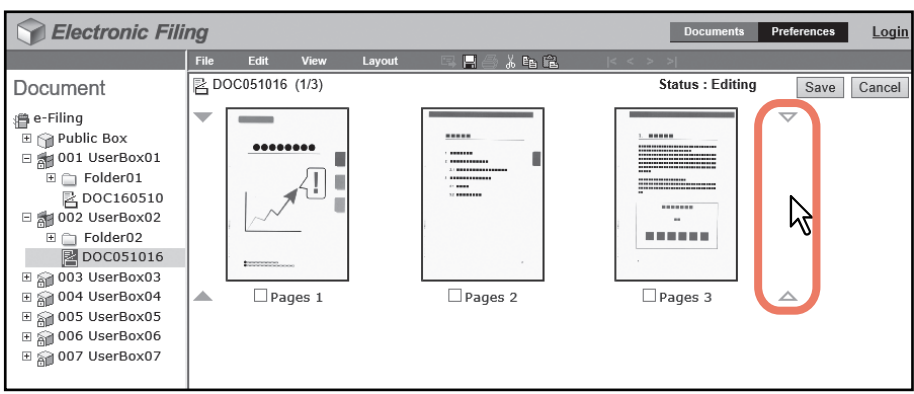 Electronic Filing
Documents Preferences Login
File Edit View Layout
Document
DOC051016 (1/3) Status : Editing Save Cancel
e-Filing
Public Box
001 UserBox01
Folder01
DOC160510
002 UserBox02
Folder02
DOC051016
003 UserBox03
004 UserBox04
005 UserBox05
006 UserBox06
007 UserBox07
Pages 1 Pages 2 Pages 3